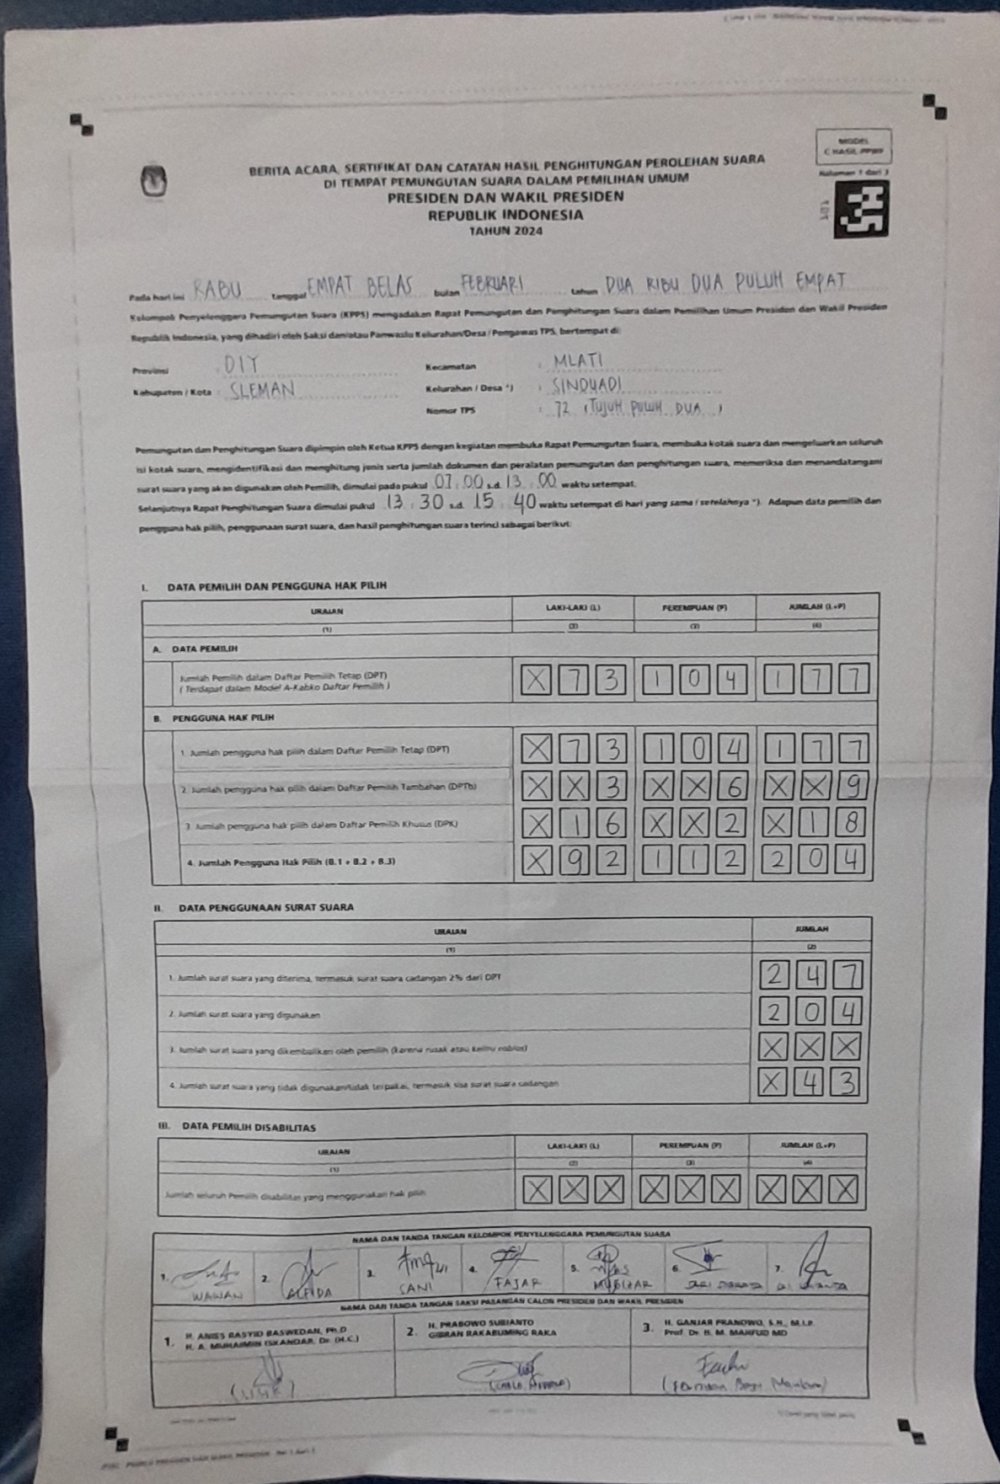 MODEL
C HASIL-PPWP
Halaman 1 dari 3
BERITA ACARA, SERTIFIKAT DAN CATATAN HASIL PENGHITUNGAN PEROLEHAN SUARA
DI TEMPAT PEMUNGUTAN SUARA DALAM PEMILIHAN UMUM
PRESIDEN DAN WAKIL PRESIDEN
REPUBLIK INDONESIA
TAHUN 2024
Pada hari ini RABU tanggal EMPAT BELAS bulan FEBRUARI tahun DUA RIBU DUA PULUH EMPAT
Kelompok Penyelenggara Pemungutan Suara (KPPS) mengadakan Rapat Pemungutan dan Penghitungan Suara dalam Pemilihan Umum Presiden dan Wakil Presiden
Republik Indonesia, yang dihadiri oleh Saksi dan/atau Panwaslu Kelurahan/Desa / Pengawas TPS, bertempat di:
Provinsi : DIY Kecamatan : MLATI
Kabupaten / Kota : SLEMAN Kelurahan / Desa *) : SINDUADI
Nomor TPS : 72 (TUJUH PULUH DUA)
Pemungutan dan Penghitungan Suara dipimpin oleh Ketua KPPS dengan kegiatan membuka Rapat Pemungutan Suara, membuka kotak suara dan mengeluarkan seluruh
isi kotak suara, mengidentifikasi dan menghitung jenis serta jumlah dokumen dan peralatan pemungutan dan penghitungan suara, memeriksa dan menandatangani
surat suara yang akan digunakan oleh Pemilih, dimulai pada pukul 07:00 s.d. 13:00 waktu setempat.
Selanjutnya Rapat Penghitungan Suara dimulai pukul 13:30 s.d. 15:40 waktu setempat di hari yang sama / setelahnya *). Adapun data pemilih dan
pengguna hak pilih, penggunaan surat suara, dan hasil penghitungan suara terinci sebagai berikut:
I. DATA PEMILIH DAN PENGGUNA HAK PILIH
URAIAN LAKI-LAKI (L) PEREMPUAN (P) JUMLAH (L+P)
(1) (2) (3) (4)
A. DATA PEMILIH
Jumlah Pemilih dalam Daftar Pemilih Tetap (DPT) X 7 3 1 0 4 1 7 7
( Terdapat dalam Model A-Kabko Daftar Pemilih )
B. PENGGUNA HAK PILIH
1. Jumlah pengguna hak pilih dalam Daftar Pemilih Tetap (DPT) X 7 3 1 0 4 1 7 7
2. Jumlah pengguna hak pilih dalam Daftar Pemilih Tambahan (DPTb) X X 3 X X 6 X X 9
3. Jumlah pengguna hak pilih dalam Daftar Pemilih Khusus (DPK) X 1 6 X X 2 X 1 8
4. Jumlah Pengguna Hak Pilih (B.1 + B.2 + B.3) X 9 2 1 1 2 2 0 4
II. DATA PENGGUNAAN SURAT SUARA
URAIAN JUMLAH
(1) (2)
1. Jumlah surat suara yang diterima, termasuk surat suara cadangan 2% dari DPT 2 4 7
2. Jumlah surat suara yang digunakan 2 0 4
3. Jumlah surat suara yang dikembalikan oleh pemilih (karena rusak atau keliru coblos) X X X
4. Jumlah surat suara yang tidak digunakan/tidak terpakai, termasuk sisa surat suara cadangan X 4 3
III. DATA PEMILIH DISABILITAS
URAIAN LAKI-LAKI (L) PEREMPUAN (P) JUMLAH (L+P)
(1) (2) (3) (4)
Jumlah seluruh Pemilih disabilitas yang menggunakan hak pilih X X X X X X X X X
NAMA DAN TANDA TANGAN KELOMPOK PENYELENGGARA PEMUNGUTAN SUARA
1. 2. 3. 4. 5. 6. 7.
WAWAN ALFIDA SANI FAJAR
NAMA DAN TANDA TANGAN SAKSI PASANGAN CALON PRESIDEN DAN WAKIL PRESIDEN
1. H. ANIES RASYID BASWEDAN, Ph.D 2. H. PRABOWO SUBIANTO 3. H. GANJAR PRANOWO, S.H., M.I.P.
H. A. MUHAIMIN ISKANDAR, Dr. (H.C.) GIBRAN RAKABUMING RAKA Prof. Dr. H. M. MAHFUD MD